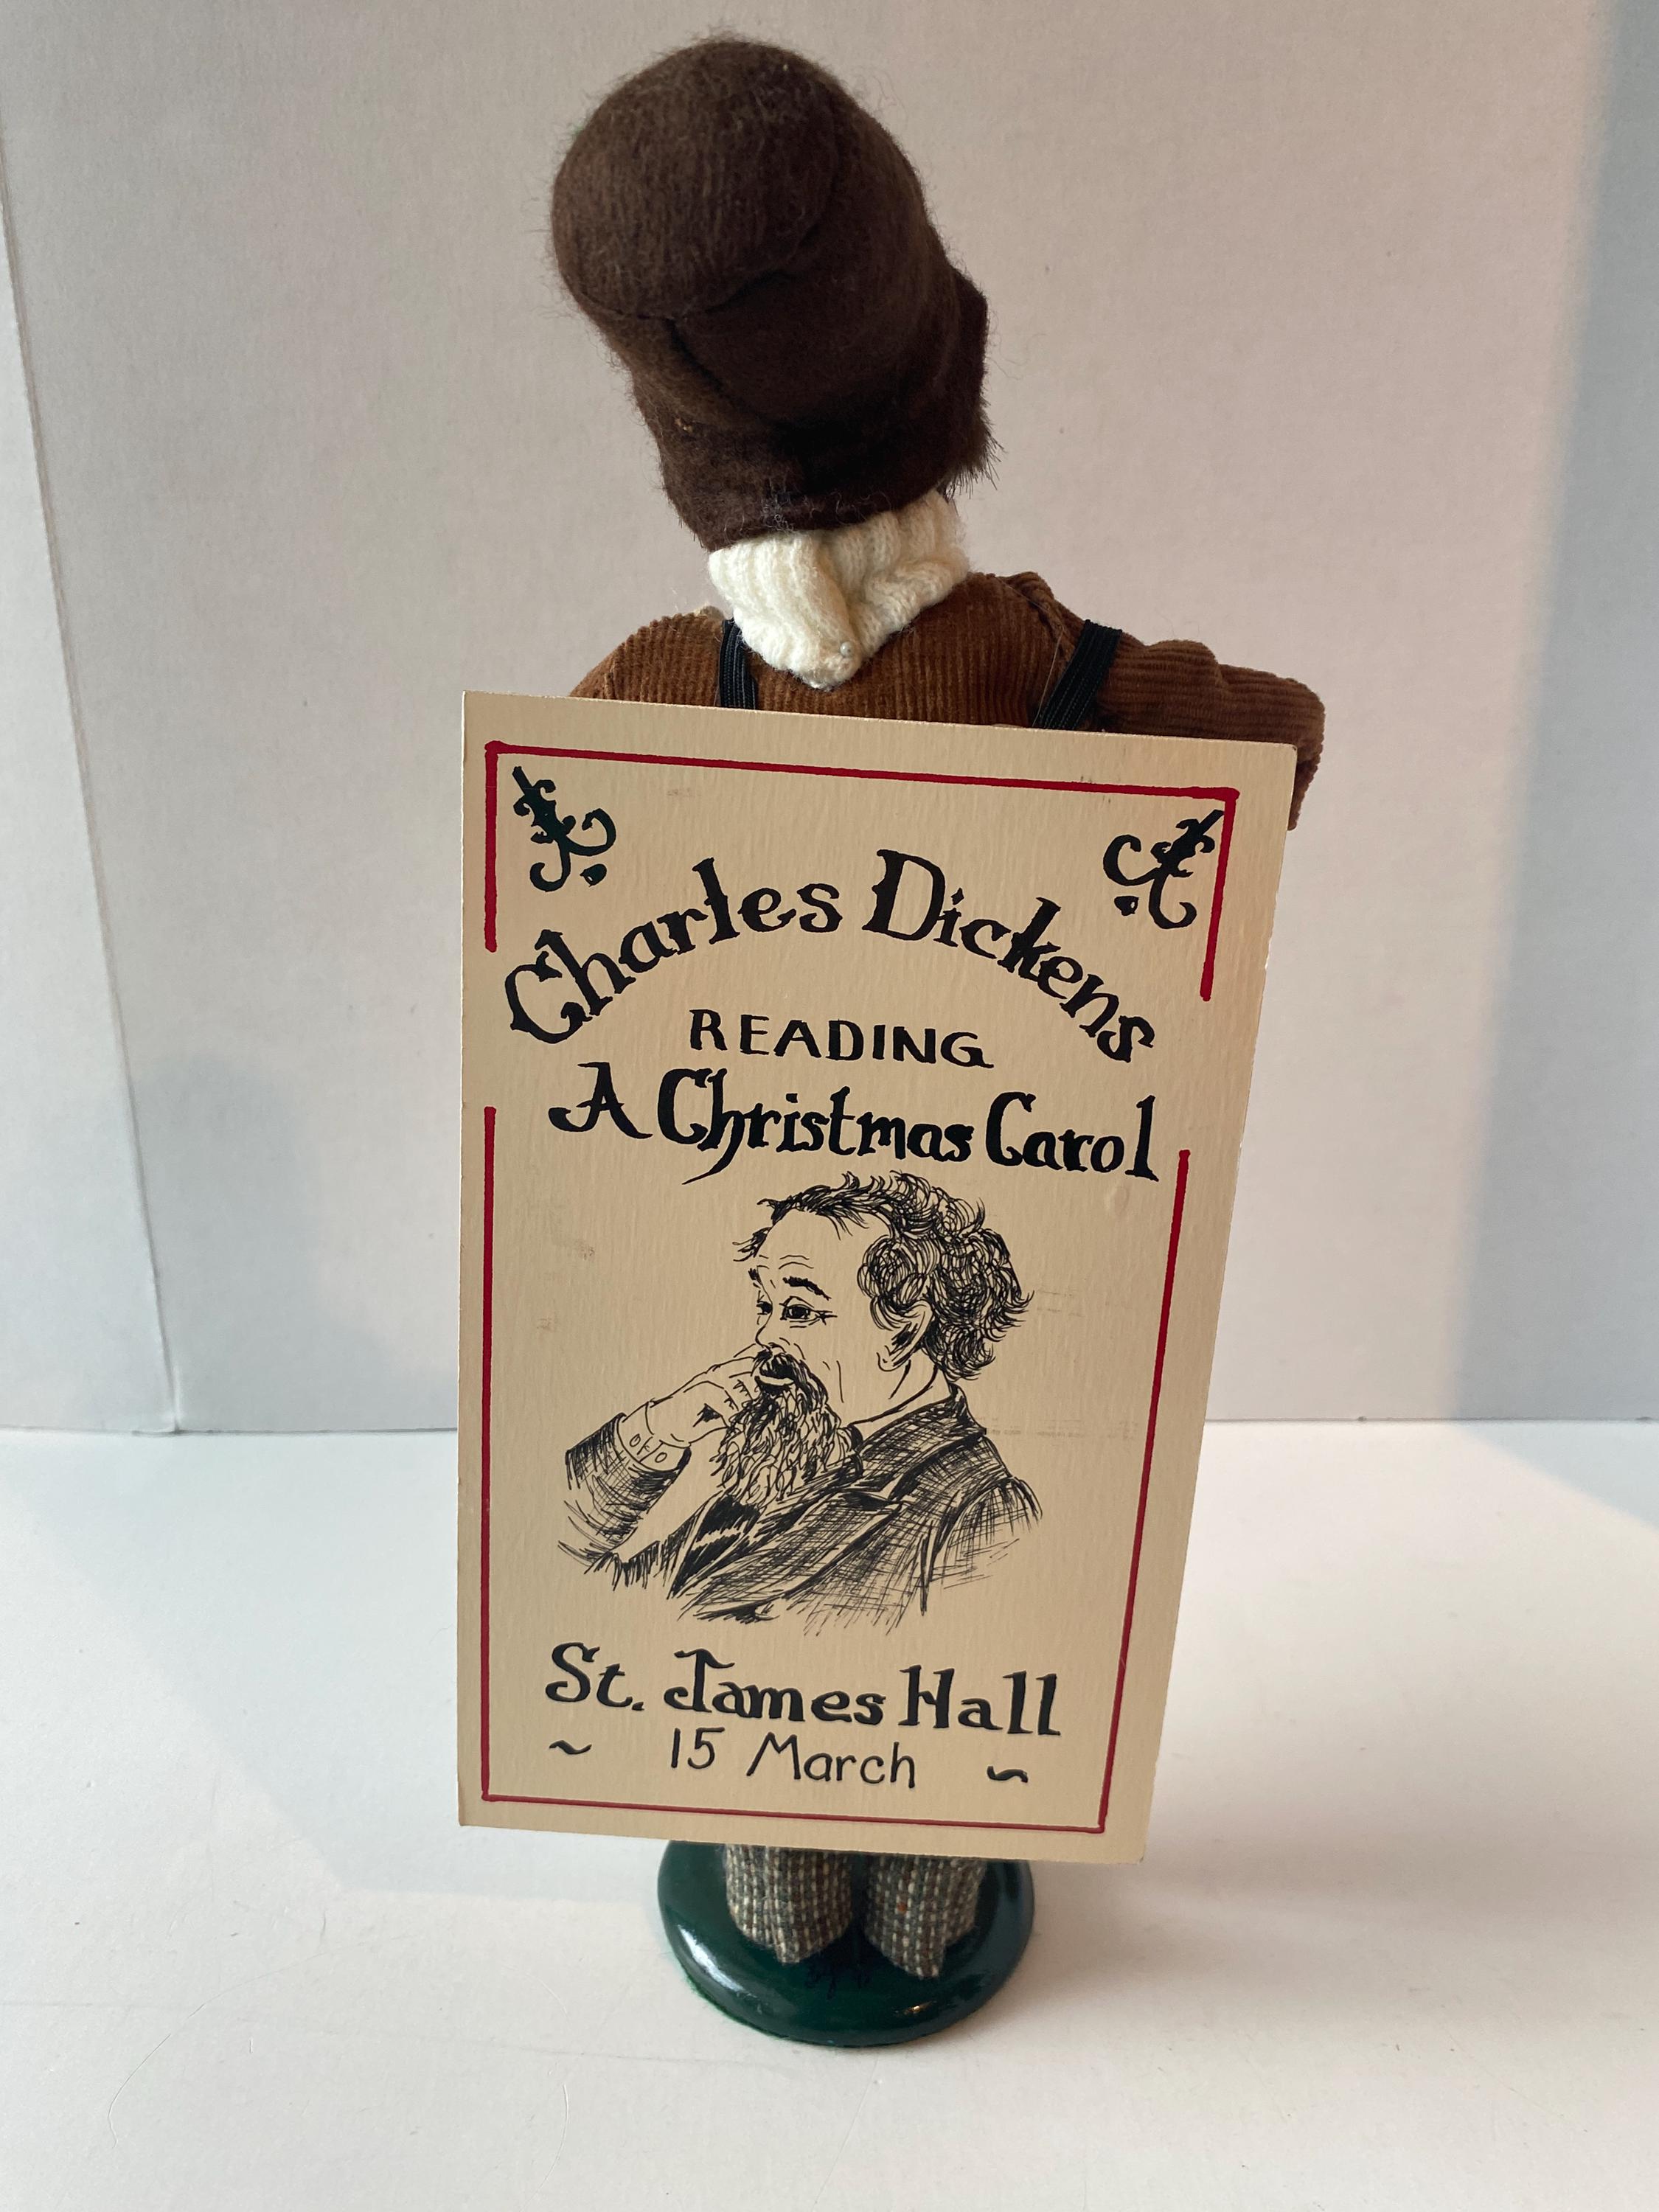 Charles Dickens
READING
A Christmas Carol
St. James Hall
~ 15 March ~